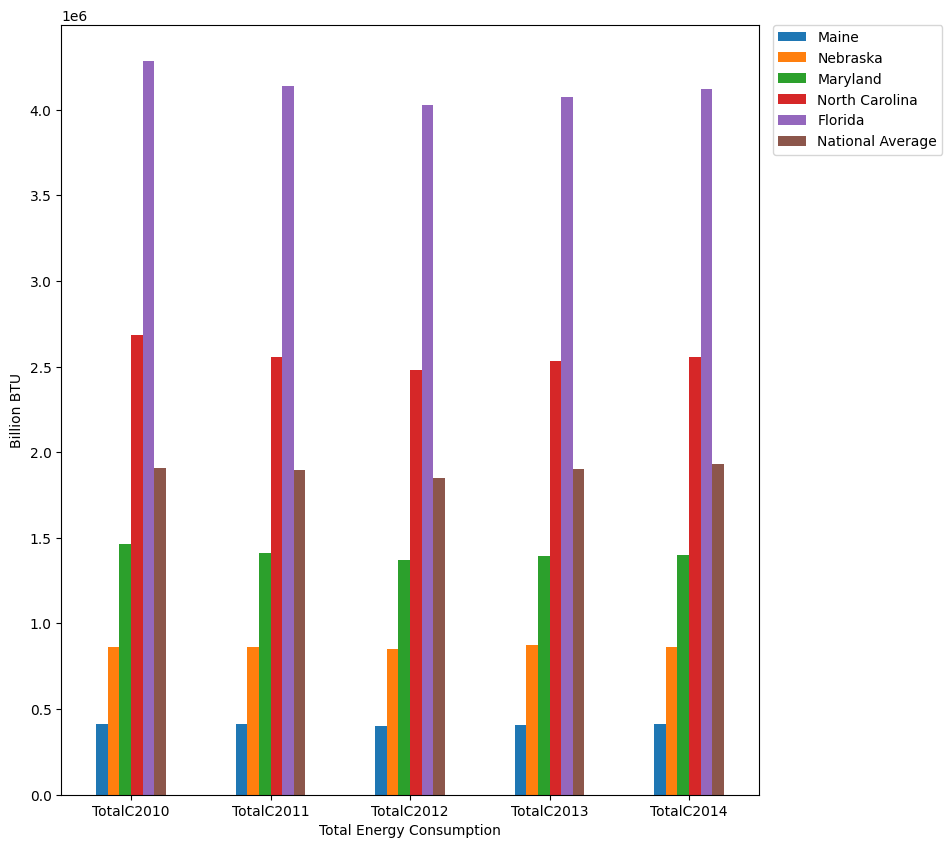 1e6
4.0
3.5
3.0
2.5
2.0
1.5
1.0
0.5
0.0
Billion BTU
TotalC2010 TotalC2011 TotalC2012 TotalC2013 TotalC2014
Total Energy Consumption
Maine
Nebraska
Maryland
North Carolina
Florida
National Average